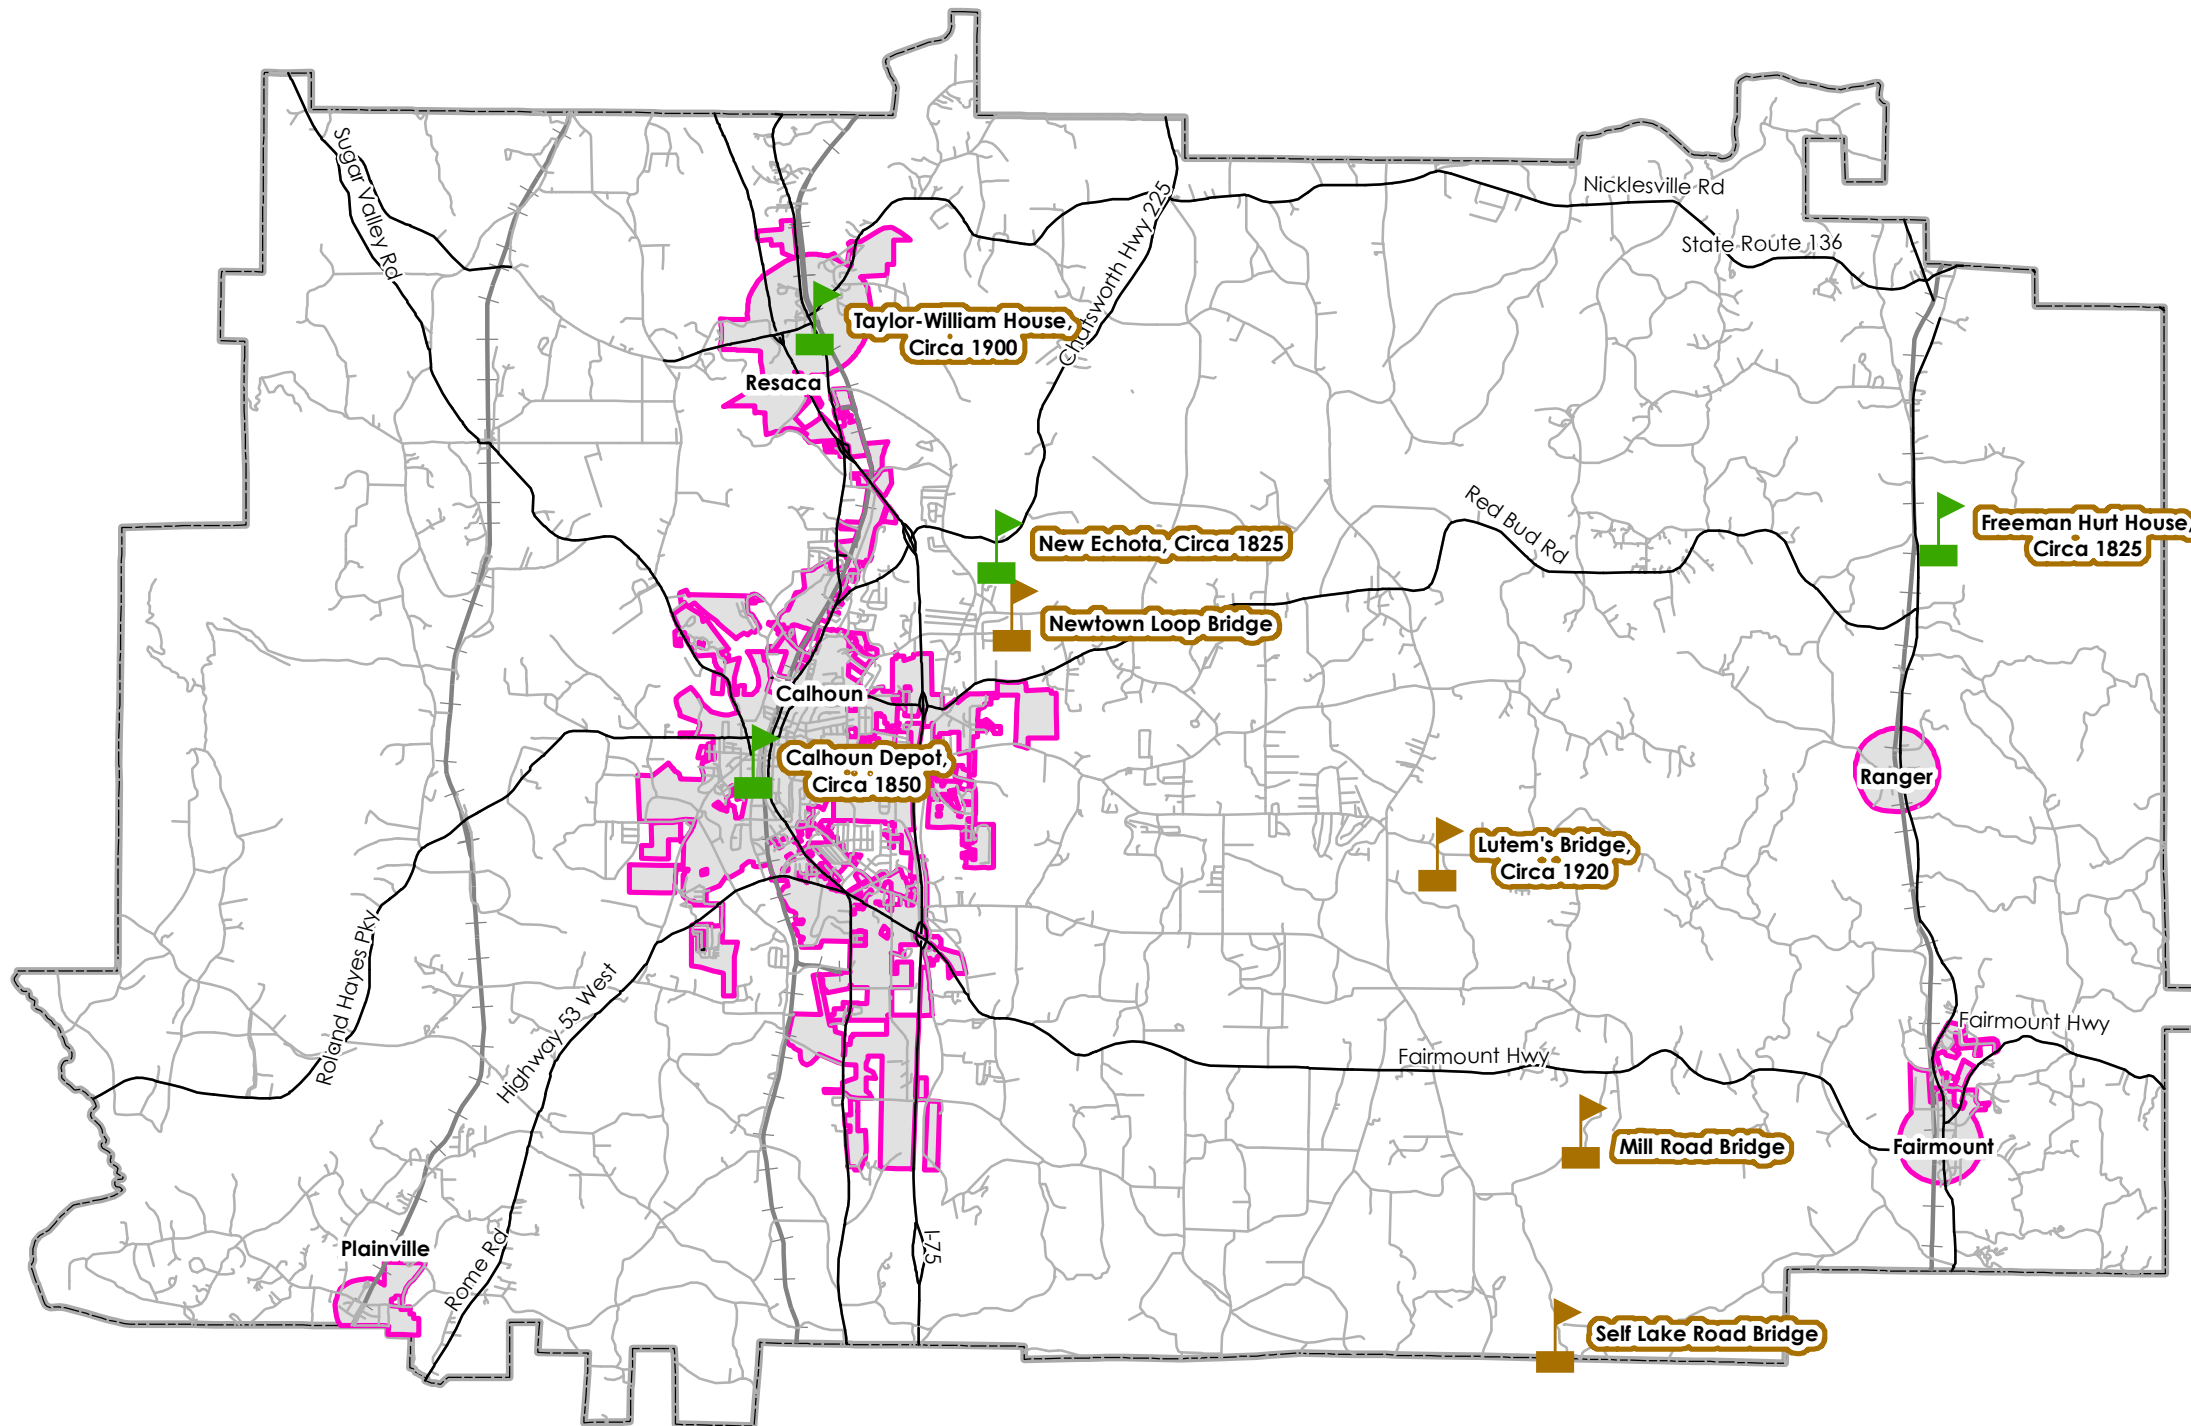 Nicklesville Rd
State Route 136
Sugar Valley Rd
Chatsworth Hwy 225
Taylor-William House,
Circa 1900
Resaca
Red Bud Rd
Freeman Hurt House,
Circa 1825
New Echota, Circa 1825
Newtown Loop Bridge
Calhoun
Calhoun Depot,
Circa 1850
Ranger
Lutem's Bridge,
Circa 1920
Roland Hayes Pky
Highway 53 West
Fairmount Hwy
Fairmount Hwy
Mill Road Bridge
Fairmount
Plainville
Rome Rd
I-75
Self Lake Road Bridge